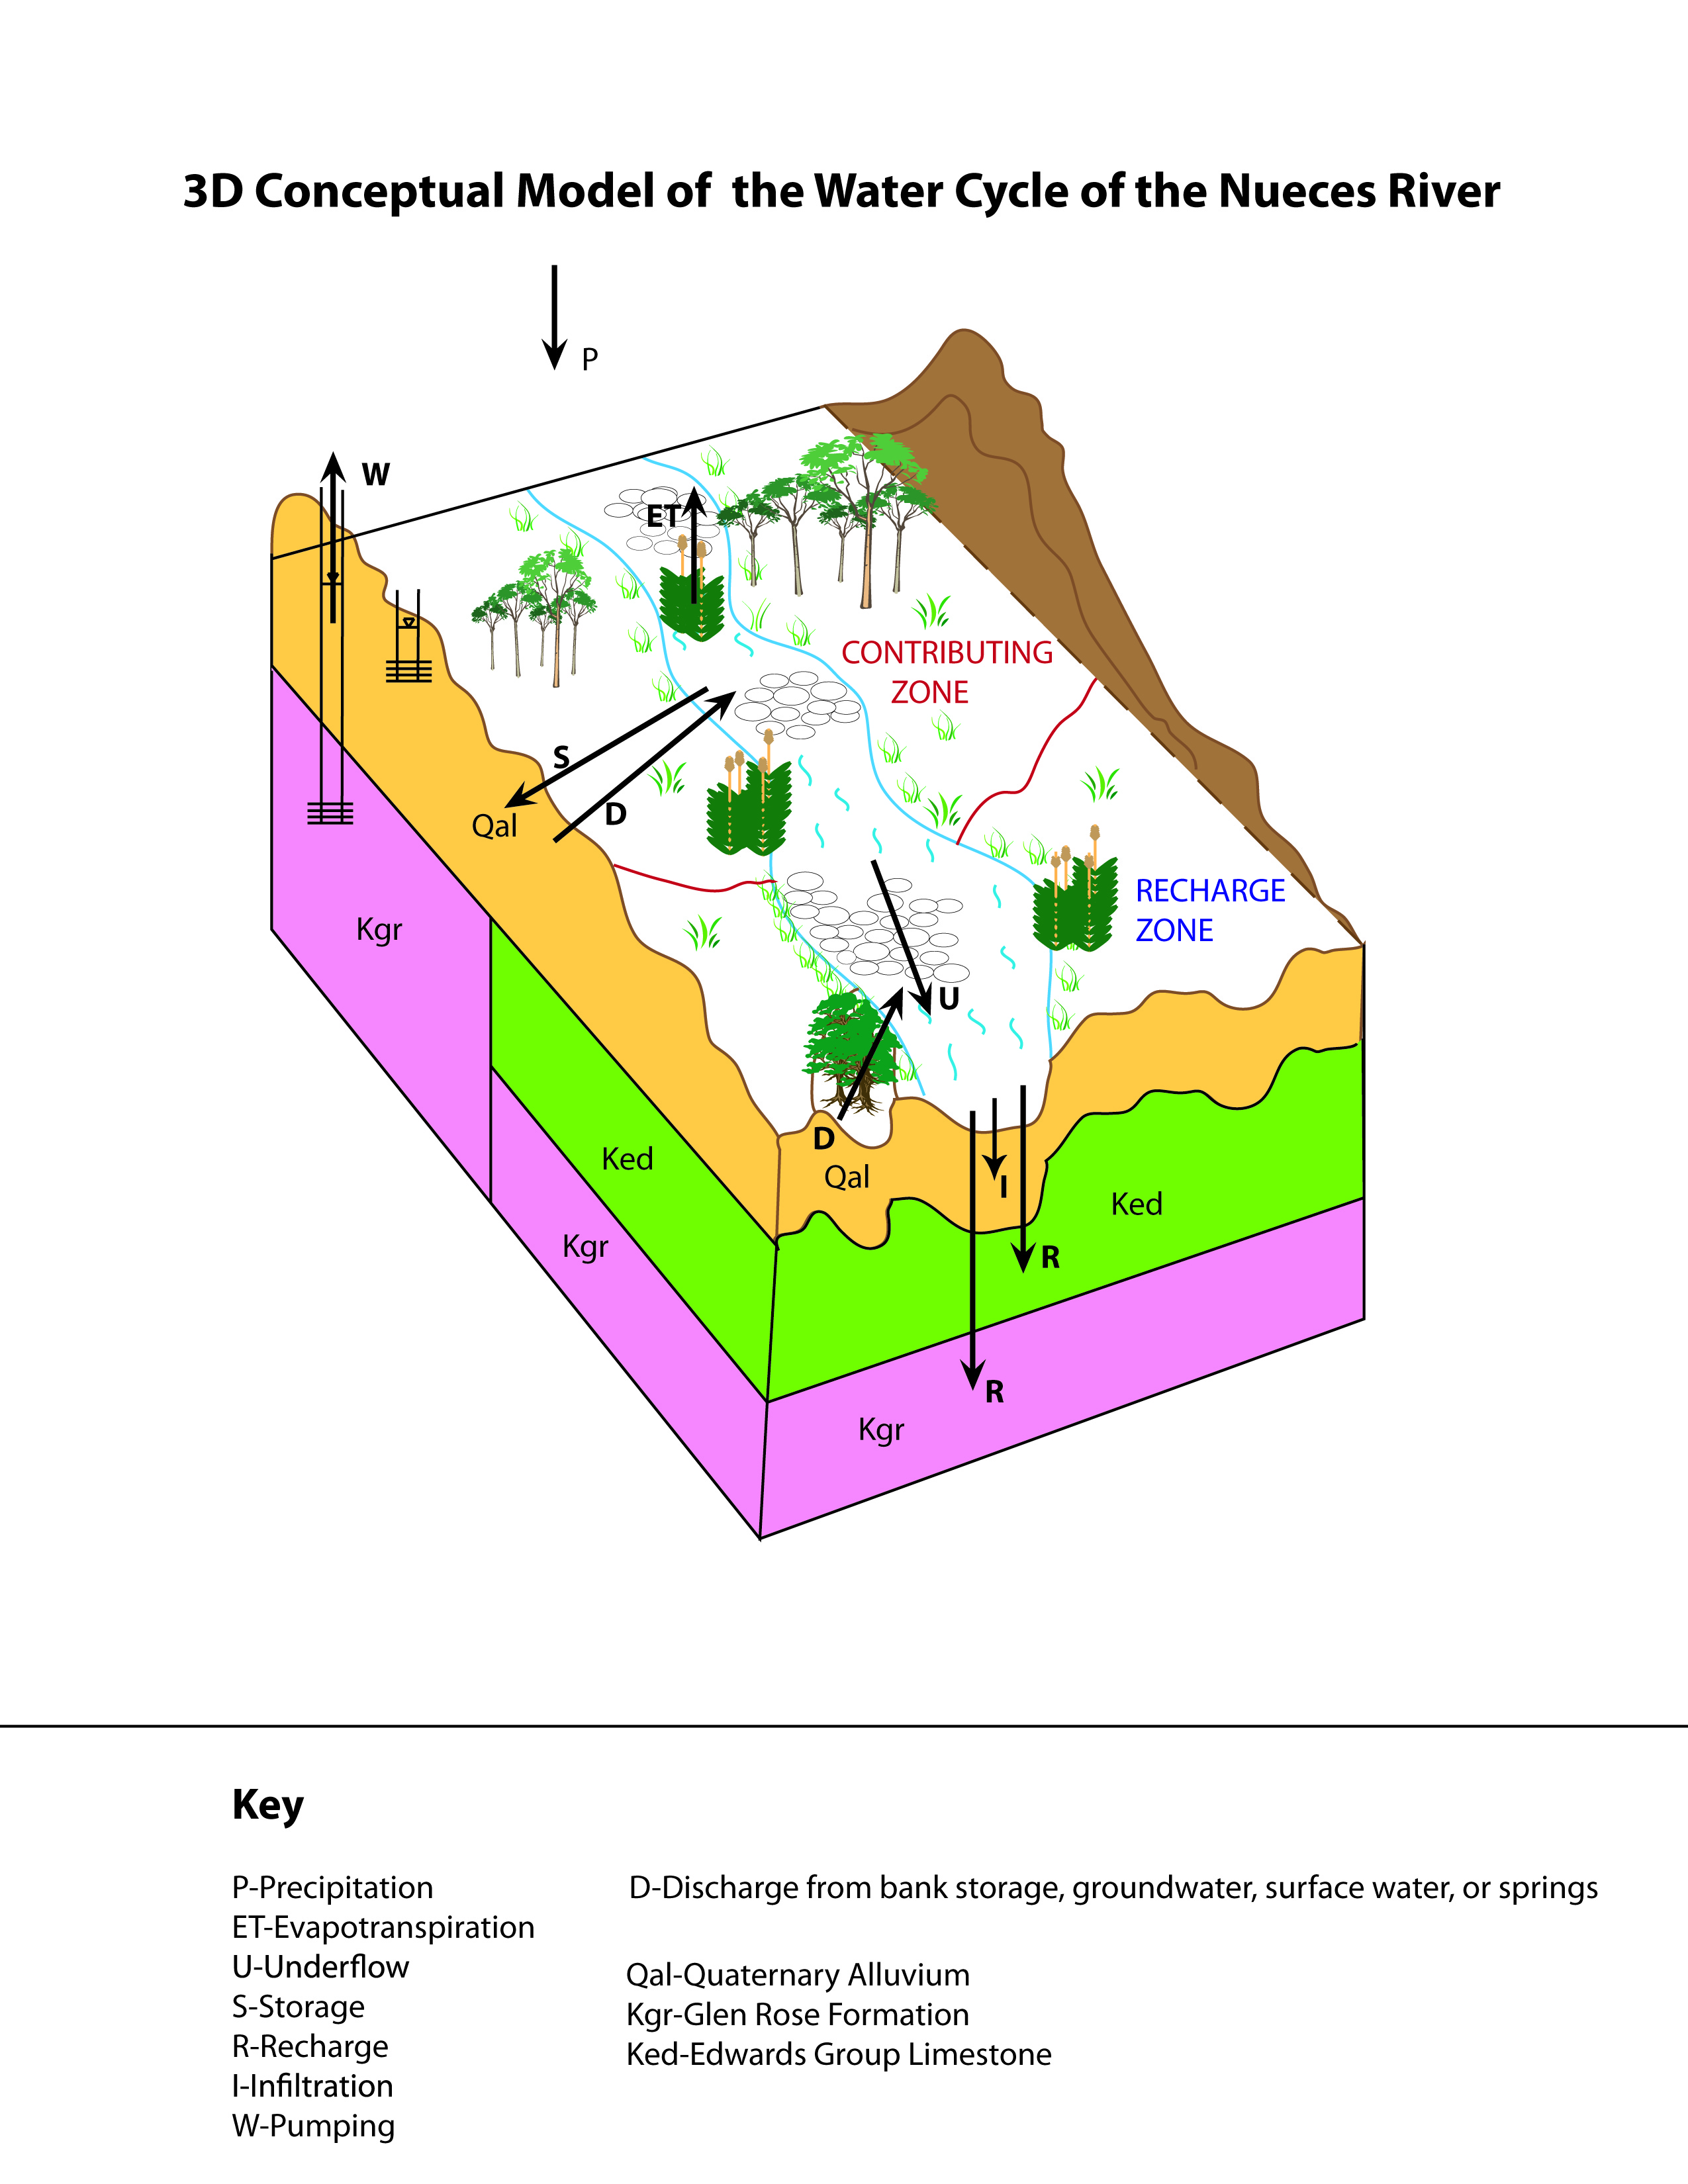 3D Conceptual Model of the Water Cycle of the Nueces River
P
W
ET
CONTRIBUTING
ZONE
S
D
Qal
RECHARGE
ZONE
Kgr
U
D
Qal
Ked
I
Ked
Kgr
R
R
Kgr
Key
P-Precipitation
ET-Evapotranspiration
U-Underflow
S-Storage
R-Recharge
I-Infiltration
W-Pumping
D-Discharge from bank storage, groundwater, surface water, or springs
Qal-Quaternary Alluvium
Kgr-Glen Rose Formation
Ked-Edwards Group Limestone